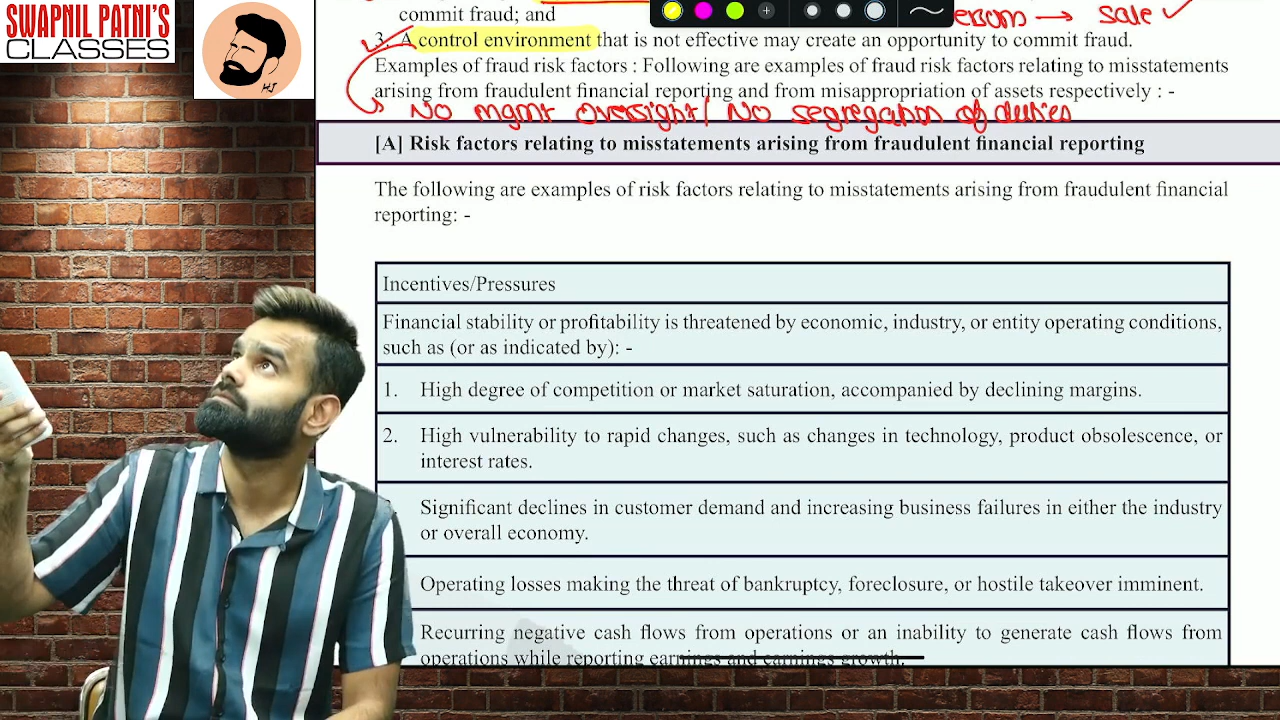 SWAPNIL PATNI'S
CLASSES
HJ
commit fraud; and
→ sale ✓
3. A control environment that is not effective may create an opportunity to commit fraud.
Examples of fraud risk factors : Following are examples of fraud risk factors relating to misstatements
arising from fraudulent financial reporting and from misappropriation of assets respectively : -
No mgmt oversight / No segregation of duties
[A] Risk factors relating to misstatements arising from fraudulent financial reporting
The following are examples of risk factors relating to misstatements arising from fraudulent financial
reporting: -
Incentives/Pressures
Financial stability or profitability is threatened by economic, industry, or entity operating conditions,
such as (or as indicated by): -
1. High degree of competition or market saturation, accompanied by declining margins.
2. High vulnerability to rapid changes, such as changes in technology, product obsolescence, or
interest rates.
Significant declines in customer demand and increasing business failures in either the industry
or overall economy.
Operating losses making the threat of bankruptcy, foreclosure, or hostile takeover imminent.
Recurring negative cash flows from operations or an inability to generate cash flows from
operations while reporting earnings and earnings growth.